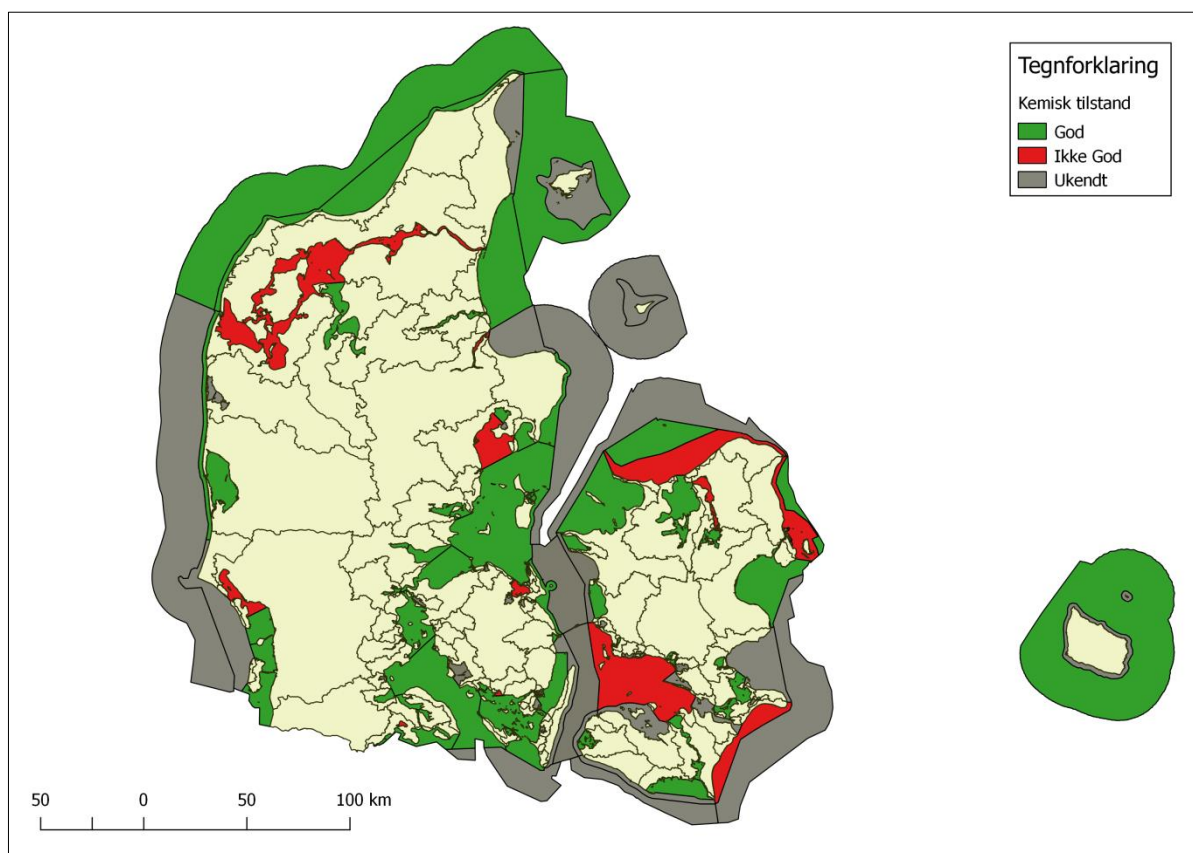 Tegnforklaring
Kemisk tilstand
God
Ikke God
Ukendt
50 0 50 100 km